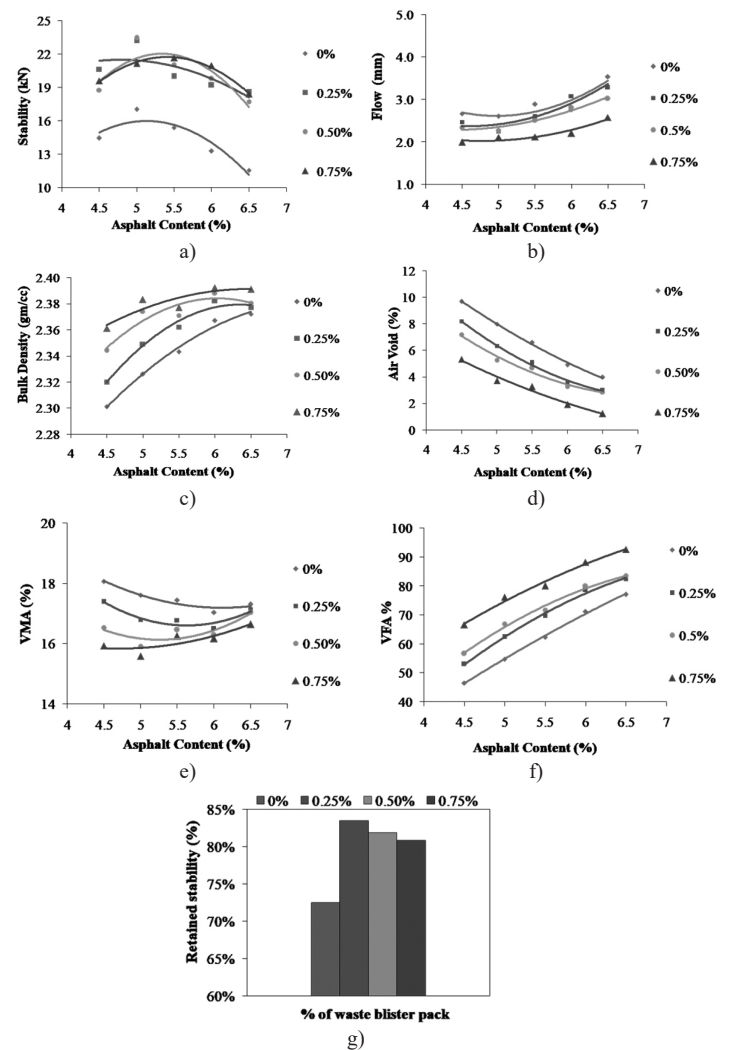 25
22
19
16
13
10
Stability (kN)
4 4.5 5 5.5 6 6.5 7
Asphalt Content (%)
0%
0.25%
0.50%
0.75%
a)
5.0
4.0
3.0
2.0
1.0
Flow (mm)
4 4.5 5 5.5 6 6.5 7
Asphalt Content (%)
0%
0.25%
0.5%
0.75%
b)
2.40
2.38
2.36
2.34
2.32
2.30
2.28
Bulk Density (gm/cc)
4 4.5 5 5.5 6 6.5 7
Asphalt Content (%)
0%
0.25%
0.50%
0.75%
c)
12
10
8
6
4
2
0
Air Void (%)
4 4.5 5 5.5 6 6.5 7
Asphalt Content (%)
0%
0.25%
0.50%
0.75%
d)
20
18
16
14
VMA (%)
4 4.5 5 5.5 6 6.5 7
Asphalt Content (%)
0%
0.25%
0.50%
0.75%
e)
100
90
80
70
60
50
40
VFA %
4 4.5 5 5.5 6 6.5 7
Asphalt Content (%)
0%
0.25%
0.5%
0.75%
f)
0% 0.25% 0.50% 0.75%
85%
80%
75%
70%
65%
60%
Retained stability (%)
% of waste blister pack
g)